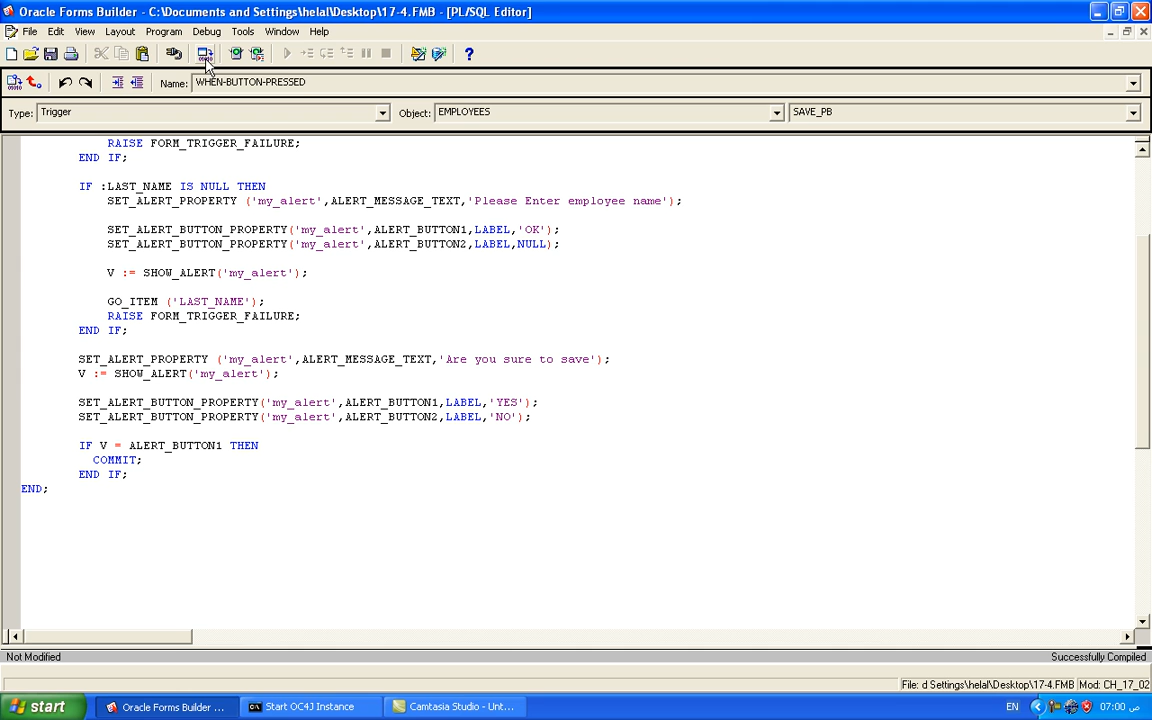 Oracle Forms Builder - C:\Documents and Settings\helal\Desktop\17-4.FMB - [PL/SQL Editor]
File Edit View Layout Program Debug Tools Window Help
Name: WHEN-BUTTON-PRESSED
Type: Trigger Object: EMPLOYEES SAVE_PB
RAISE FORM_TRIGGER_FAILURE;
END IF;
IF :LAST_NAME IS NULL THEN
SET_ALERT_PROPERTY ('my_alert',ALERT_MESSAGE_TEXT,'Please Enter employee name');
SET_ALERT_BUTTON_PROPERTY('my_alert',ALERT_BUTTON1,LABEL,'OK');
SET_ALERT_BUTTON_PROPERTY('my_alert',ALERT_BUTTON2,LABEL,NULL);
V := SHOW_ALERT('my_alert');
GO_ITEM ('LAST_NAME');
RAISE FORM_TRIGGER_FAILURE;
END IF;
SET_ALERT_PROPERTY ('my_alert',ALERT_MESSAGE_TEXT,'Are you sure to save');
V := SHOW_ALERT('my_alert');
SET_ALERT_BUTTON_PROPERTY('my_alert',ALERT_BUTTON1,LABEL,'YES');
SET_ALERT_BUTTON_PROPERTY('my_alert',ALERT_BUTTON2,LABEL,'NO');
IF V = ALERT_BUTTON1 THEN
COMMIT;
END IF;
END;
Not Modified Successfully Compiled
File: d Settings\helal\Desktop\17-4.FMB Mod: CH_17_02
start Oracle Forms Builder ... Start OC4J Instance Camtasia Studio - Unt... EN 07:00 ص